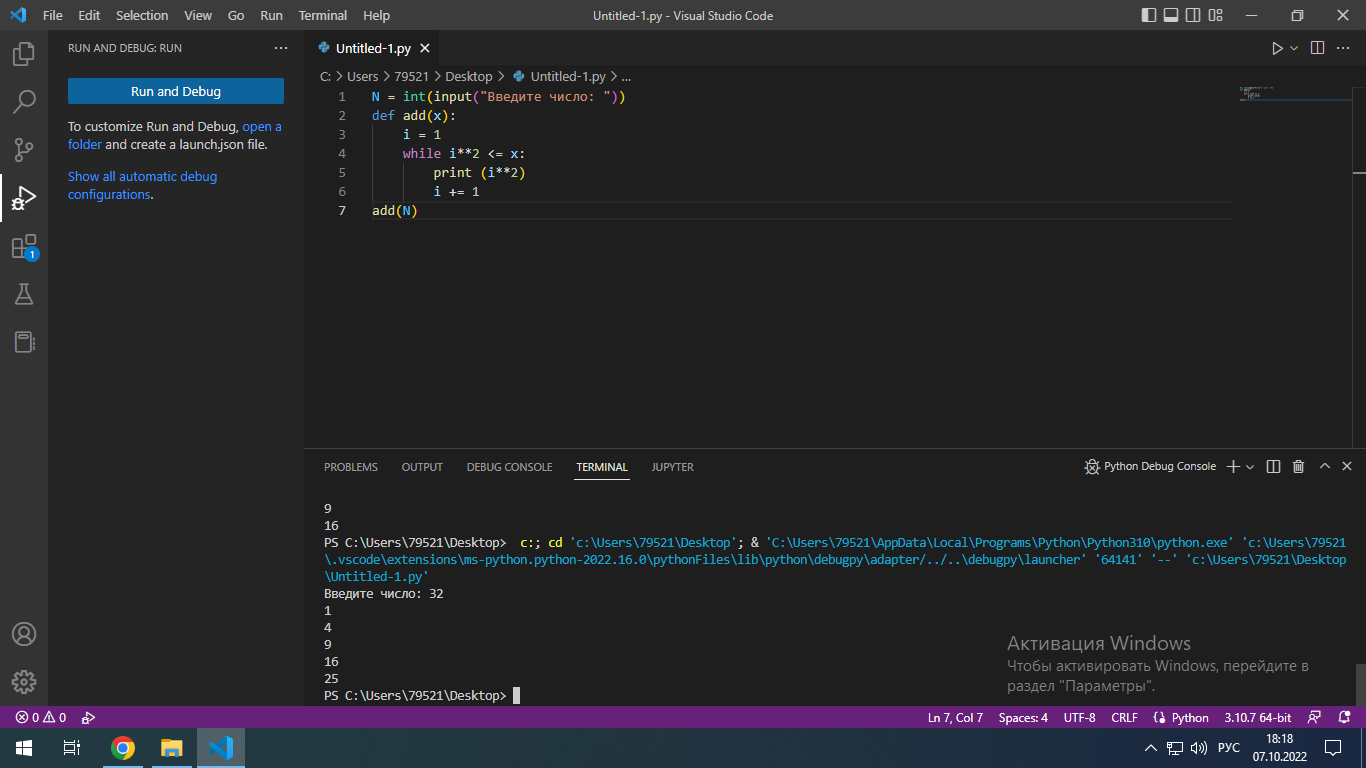 File Edit Selection View Go Run Terminal Help
Untitled-1.py - Visual Studio Code
RUN AND DEBUG: RUN
Run and Debug
To customize Run and Debug, open a
folder and create a launch.json file.
Show all automatic debug
configurations.
1
Untitled-1.py
C: > Users > 79521 > Desktop > Untitled-1.py > ...
1 N = int(input("Введите число: "))
2 def add(x):
3     i = 1
4     while i**2 <= x:
5         print (i**2)
6         i += 1
7 add(N)
PROBLEMS OUTPUT DEBUG CONSOLE TERMINAL JUPYTER
Python Debug Console
9
16
PS C:\Users\79521\Desktop>  c:; cd 'c:\Users\79521\Desktop'; & 'C:\Users\79521\AppData\Local\Programs\Python\Python310\python.exe' 'c:\Users\79521
\.vscode\extensions\ms-python.python-2022.16.0\pythonFiles\lib\python\debugpy\adapter/../..\debugpy\launcher' '64141' '--' 'c:\Users\79521\Desktop
\Untitled-1.py'
Введите число: 32
1
4
9
16
25
PS C:\Users\79521\Desktop>
Активация Windows
Чтобы активировать Windows, перейдите в
раздел "Параметры".
0 0
Ln 7, Col 7 Spaces: 4 UTF-8 CRLF Python 3.10.7 64-bit
РУС
18:18
07.10.2022